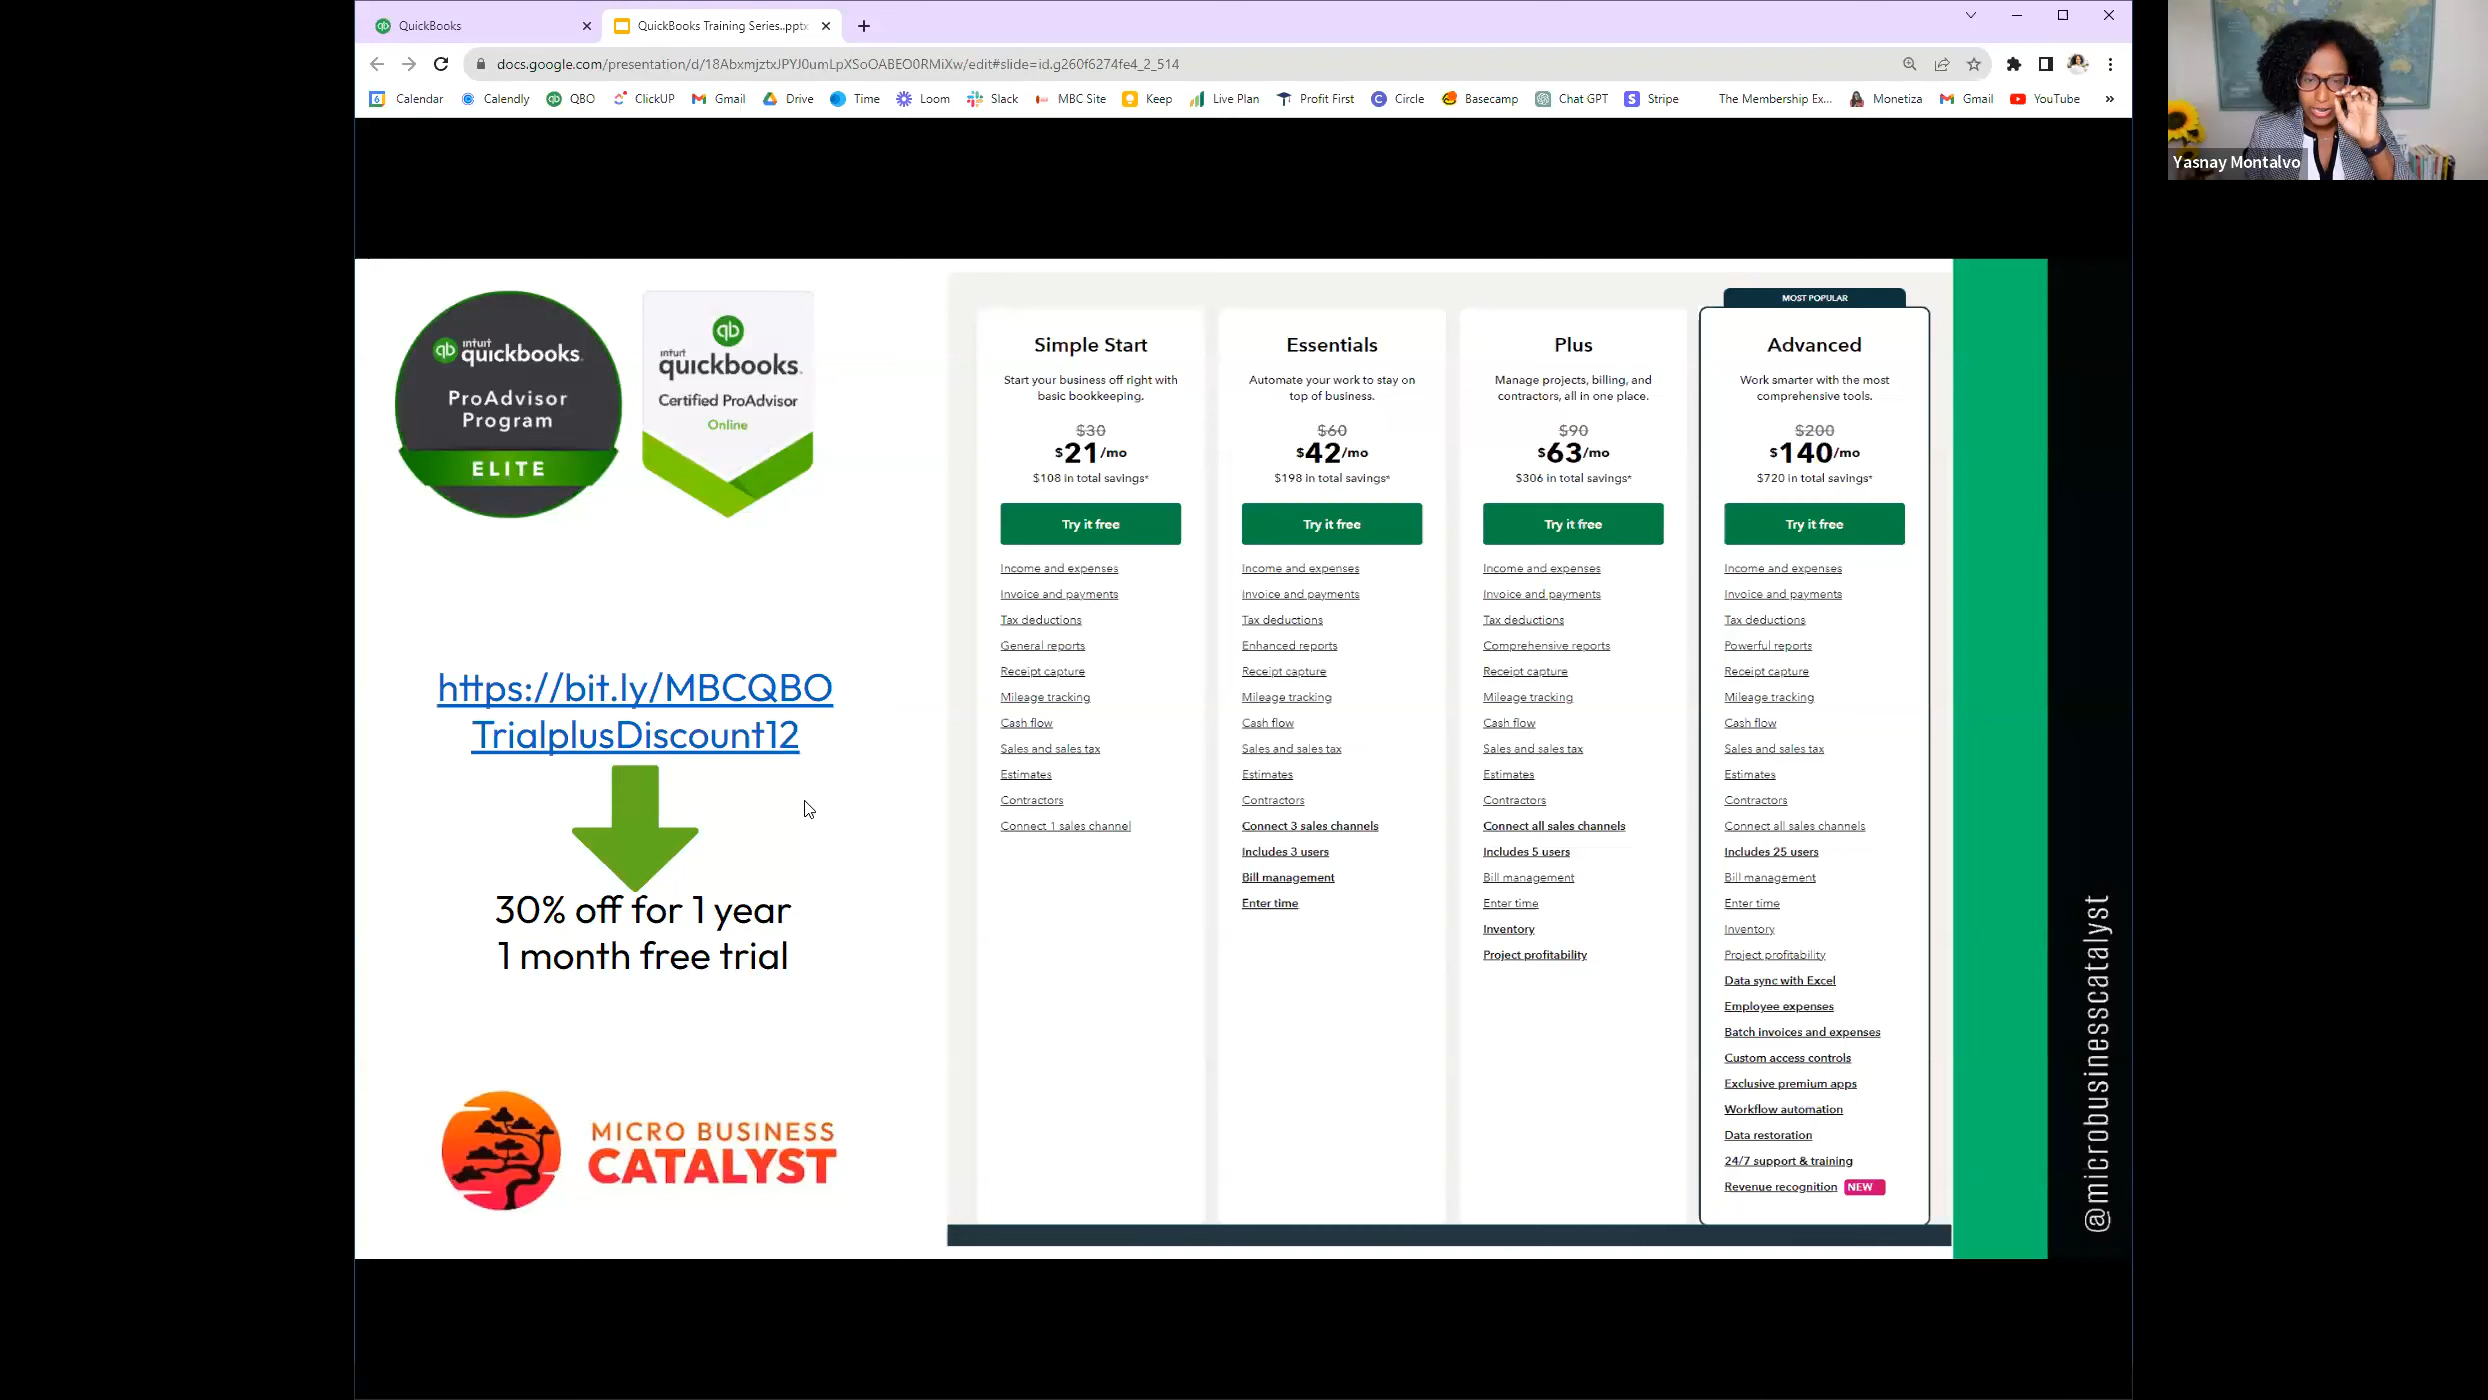 QuickBooks
QuickBooks Training Series..pptx
docs.google.com/presentation/d/18AbxmjztxJPYJ0umLpXSoOABEO0RMiXw/edit#slide=id.g260f6274fe4_2_514
6 Calendar Calendly QBO ClickUP Gmail Drive Time Loom Slack MBC Site Keep Live Plan Profit First Circle Basecamp Chat GPT Stripe The Membership Ex... Monetiza Gmail YouTube »
Yasnay Montalvo
intuit
quickbooks.
ProAdvisor
Program
ELITE
qb
intuit
quickbooks.
Certified ProAdvisor
Online
https://bit.ly/MBCQBO
TrialplusDiscount12
30% off for 1 year
1 month free trial
MICRO BUSINESS
CATALYST
Simple Start
Start your business off right with
basic bookkeeping.
$30
$21/mo
$108 in total savings*
Try it free
Income and expenses
Invoice and payments
Tax deductions
General reports
Receipt capture
Mileage tracking
Cash flow
Sales and sales tax
Estimates
Contractors
Connect 1 sales channel
Essentials
Automate your work to stay on
top of business.
$60
$42/mo
$198 in total savings*
Try it free
Income and expenses
Invoice and payments
Tax deductions
Enhanced reports
Receipt capture
Mileage tracking
Cash flow
Sales and sales tax
Estimates
Contractors
Connect 3 sales channels
Includes 3 users
Bill management
Enter time
Plus
Manage projects, billing, and
contractors, all in one place.
$90
$63/mo
$306 in total savings*
Try it free
Income and expenses
Invoice and payments
Tax deductions
Comprehensive reports
Receipt capture
Mileage tracking
Cash flow
Sales and sales tax
Estimates
Contractors
Connect all sales channels
Includes 5 users
Bill management
Enter time
Inventory
Project profitability
MOST POPULAR
Advanced
Work smarter with the most
comprehensive tools.
$200
$140/mo
$720 in total savings*
Try it free
Income and expenses
Invoice and payments
Tax deductions
Powerful reports
Receipt capture
Mileage tracking
Cash flow
Sales and sales tax
Estimates
Contractors
Connect all sales channels
Includes 25 users
Bill management
Enter time
Inventory
Project profitability
Data sync with Excel
Employee expenses
Batch invoices and expenses
Custom access controls
Exclusive premium apps
Workflow automation
Data restoration
24/7 support & training
Revenue recognition NEW
@microbusinesscatalyst